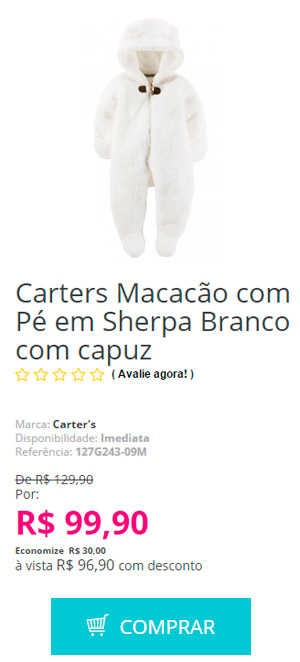 Carters Macacão com
Pé em Sherpa Branco
com capuz
( Avalie agora! )
Marca: Carter's
Disponibilidade: Imediata
Referência: 127G243-09M
De R$ 129,90
Por:
R$ 99,90
Economize R$ 30,00
à vista R$ 96,90 com desconto
COMPRAR